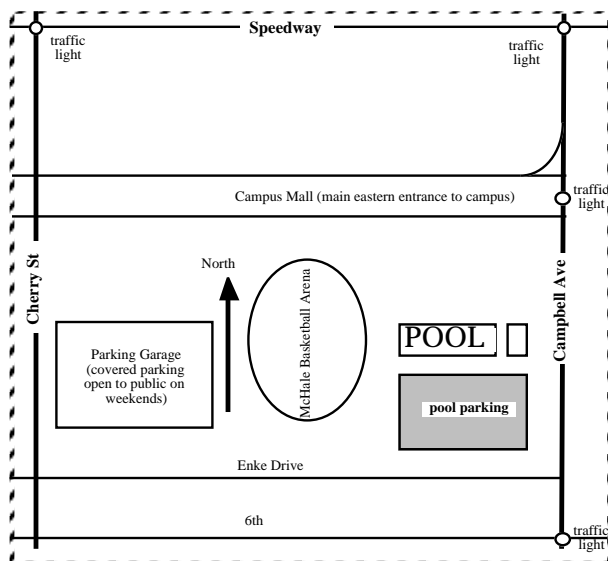 Speedway
traffic
light
traffic
light
Campus Mall (main eastern entrance to campus)
traffic
light
Cherry St
North
McHale Basketball Arena
Campbell Ave
POOL
Parking Garage
(covered parking
open to public on
weekends)
pool parking
Enke Drive
6th
traffic
light